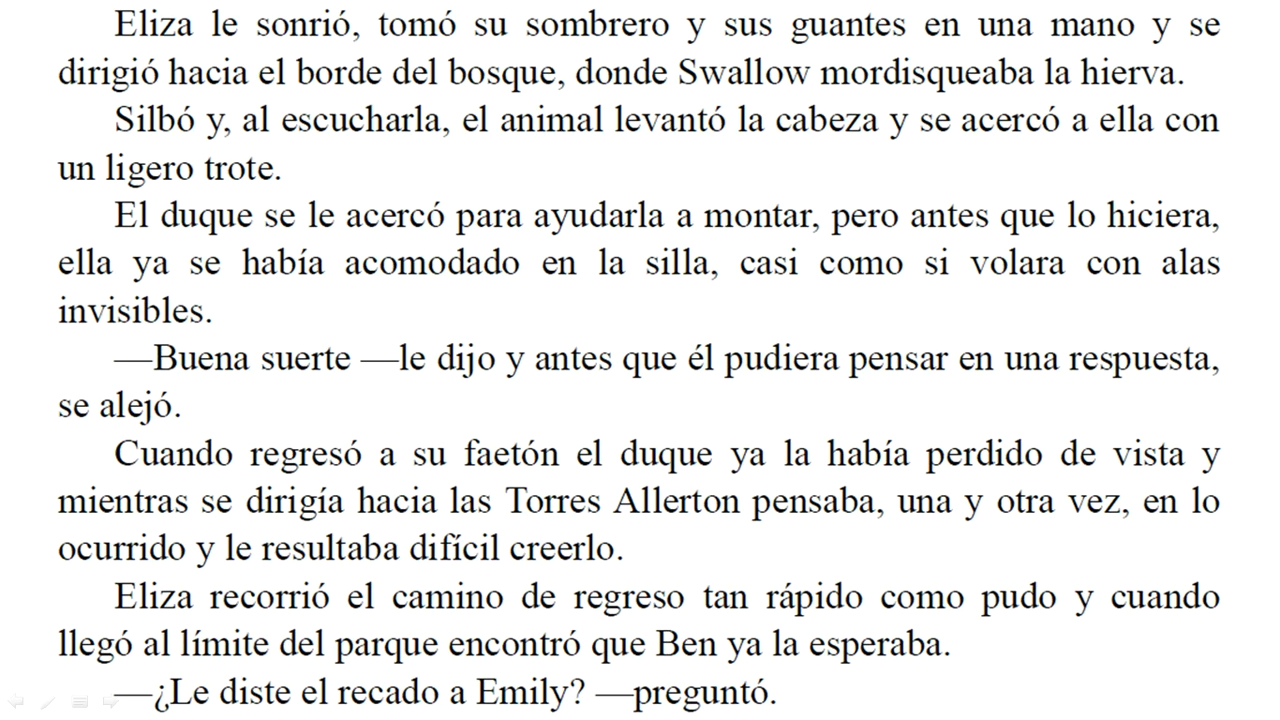 Eliza le sonrió, tomó su sombrero y sus guantes en una mano y se
dirigió hacia el borde del bosque, donde Swallow mordisqueaba la hierva.
Silbó y, al escucharla, el animal levantó la cabeza y se acercó a ella con
un ligero trote.
El duque se le acercó para ayudarla a montar, pero antes que lo hiciera,
ella ya se había acomodado en la silla, casi como si volara con alas
invisibles.
—Buena suerte —le dijo y antes que él pudiera pensar en una respuesta,
se alejó.
Cuando regresó a su faetón el duque ya la había perdido de vista y
mientras se dirigía hacia las Torres Allerton pensaba, una y otra vez, en lo
ocurrido y le resultaba difícil creerlo.
Eliza recorrió el camino de regreso tan rápido como pudo y cuando
llegó al límite del parque encontró que Ben ya la esperaba.
—¿Le diste el recado a Emily? —preguntó.